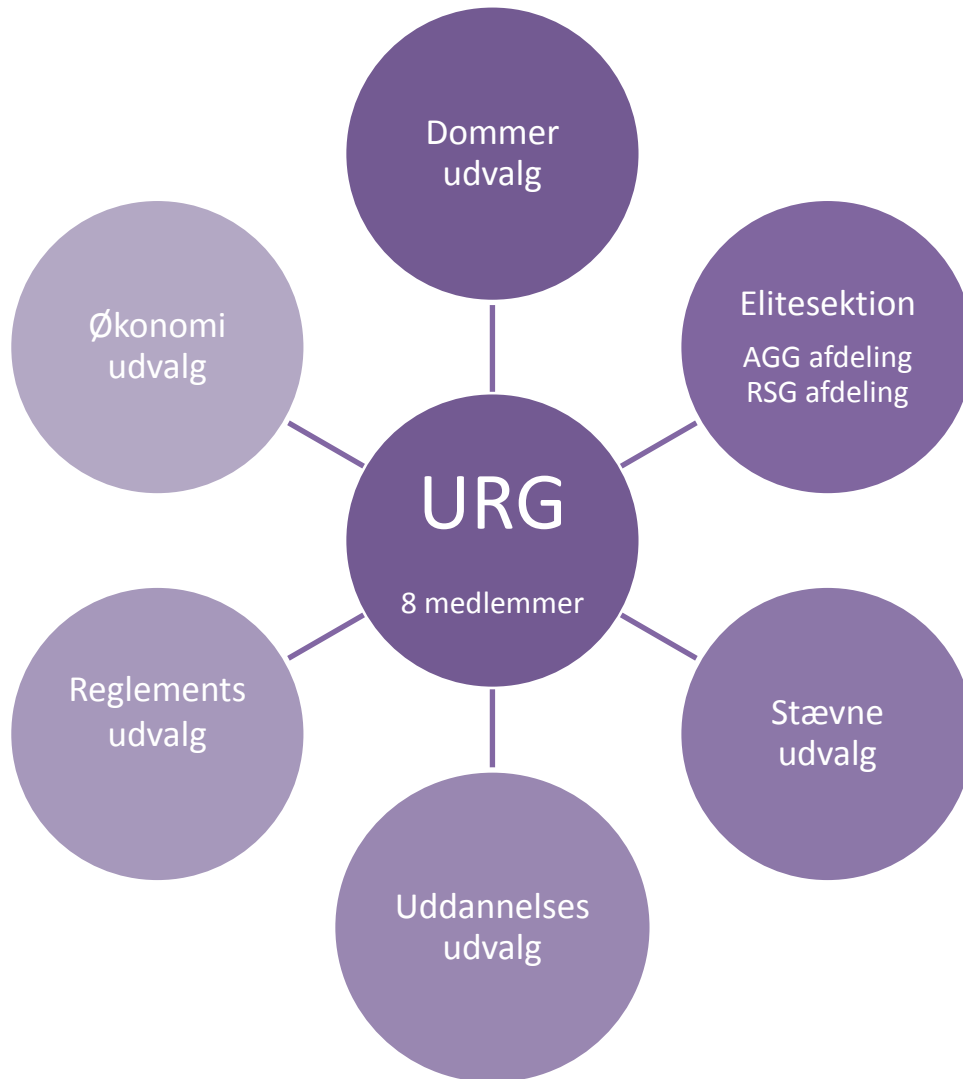 Dommer
udvalg
Økonomi
udvalg
Elitesektion
AGG afdeling
RSG afdeling
URG
8 medlemmer
Reglements
udvalg
Stævne
udvalg
Uddannelses
udvalg